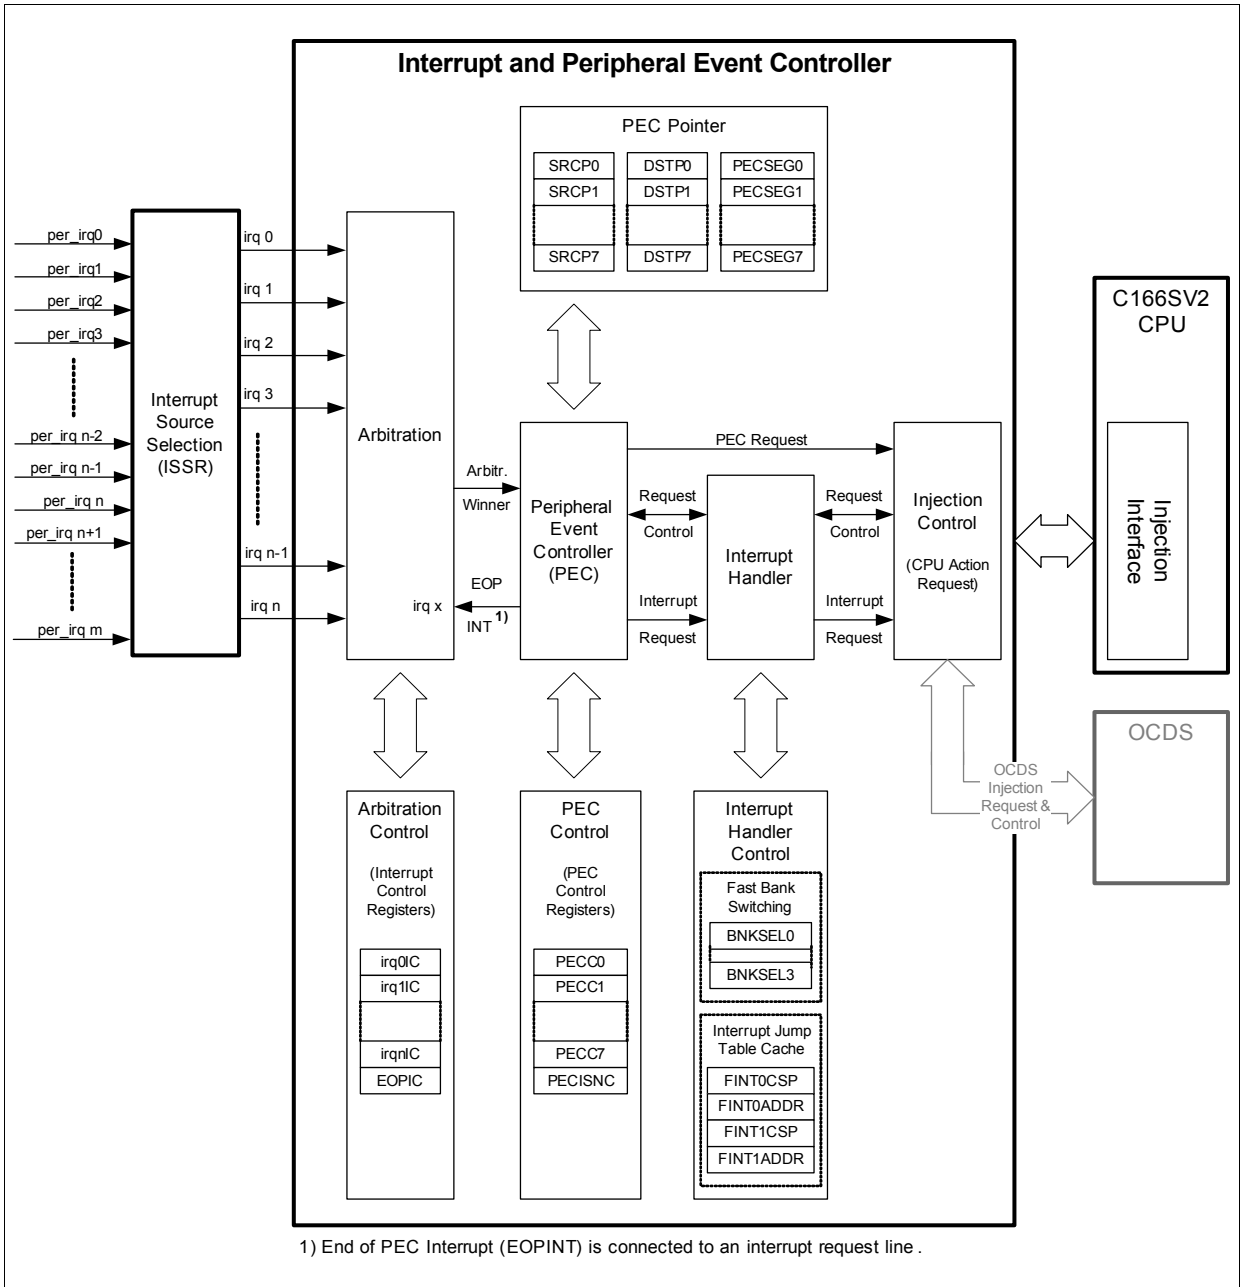 Interrupt and Peripheral Event Controller
PEC Pointer
SRCP0
DSTP0
PECSEG0
SRCP1
DSTP1
PECSEG1
SRCP7
DSTP7
PECSEG7
per_irq0
per_irq1
per_irq2
per_irq3
per_irq n-2
per_irq n-1
per_irq n
per_irq n+1
per_irq m
Interrupt
Source
Selection
(ISSR)
irq 0
irq 1
irq 2
irq 3
irq n-1
irq n
Arbitration
irq x
Arbitr.
Winner
EOP
INT 1)
Peripheral
Event
Controller
(PEC)
PEC Request
Request
Control
Interrupt
Request
Interrupt
Handler
Request
Control
Interrupt
Request
Injection
Control
(CPU Action
Request)
C166SV2
CPU
Injection
Interface
OCDS
OCDS
Injection
Request &
Control
Arbitration
Control
(Interrupt
Control
Registers)
irq0IC
irq1IC
irqnIC
EOPIC
PEC
Control
(PEC
Control
Registers)
PECC0
PECC1
PECC7
PECISNC
Interrupt
Handler
Control
Fast Bank
Switching
BNKSEL0
BNKSEL3
Interrupt Jump
Table Cache
FINT0CSP
FINT0ADDR
FINT1CSP
FINT1ADDR
1) End of PEC Interrupt (EOPINT) is connected to an interrupt request line .